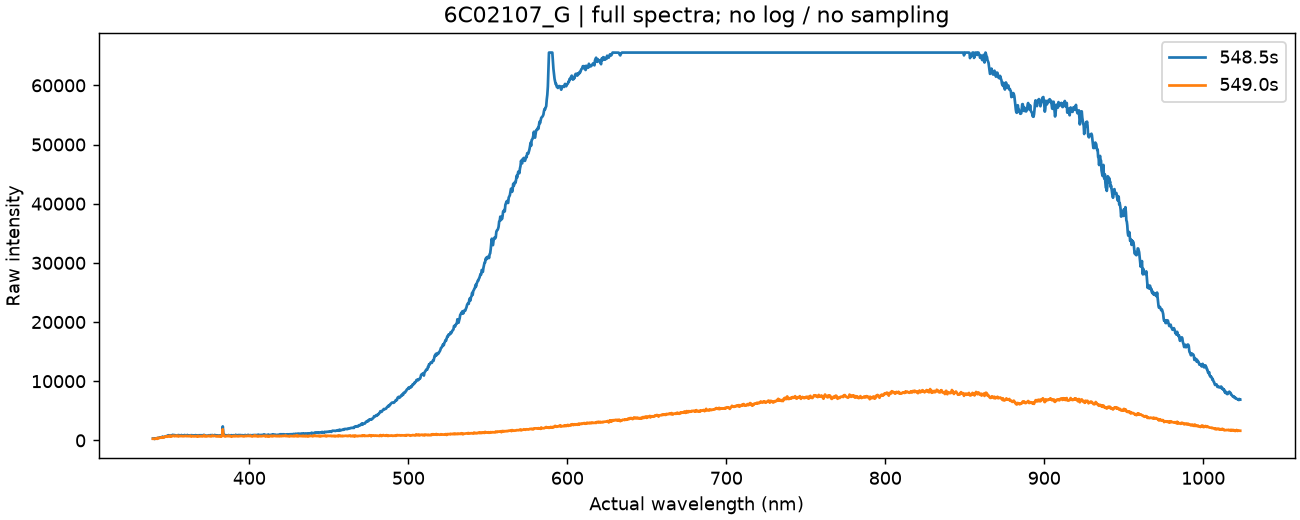 6C02107_G | full spectra; no log / no sampling
548.5s
549.0s
Raw intensity
60000
50000
40000
30000
20000
10000
0
400
500
600
700
800
900
1000
Actual wavelength (nm)